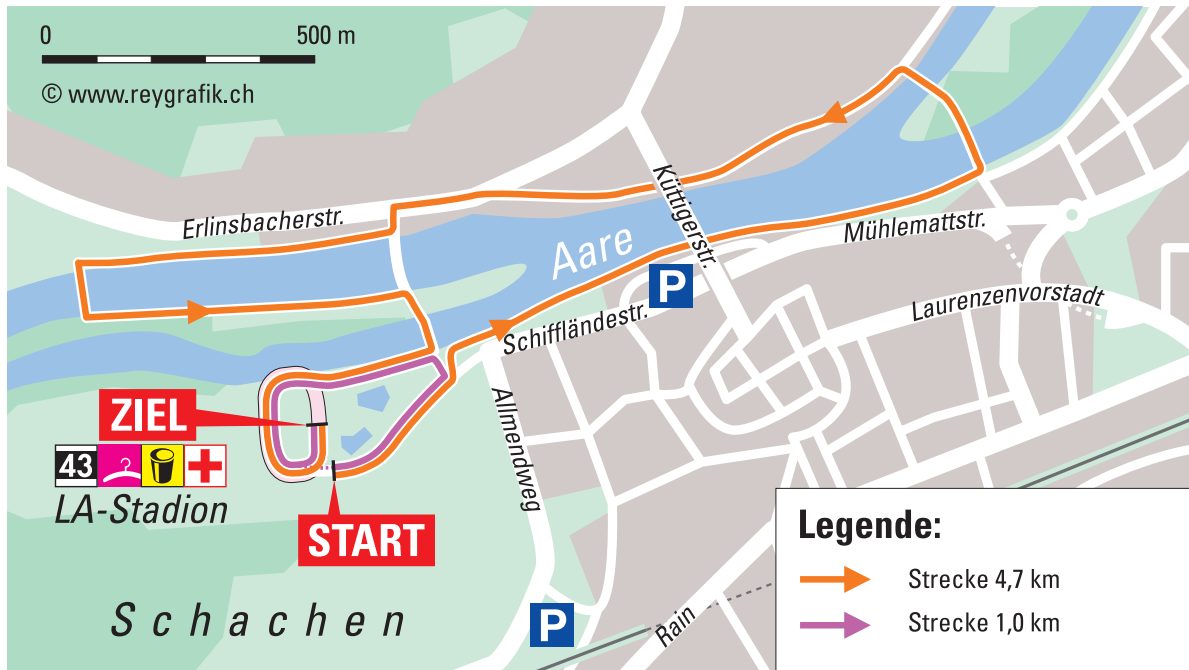 0 500 m
© www.reygrafik.ch
Erlinsbacherstr.
Aare
Küttigerstr.
Mühlemattstr.
P
Schiffländestr.
Laurenzenvorstadt
ZIEL
43
LA-Stadion
START
Allmendweg
Schachen
P
Rain
Legende:
Strecke 4,7 km
Strecke 1,0 km